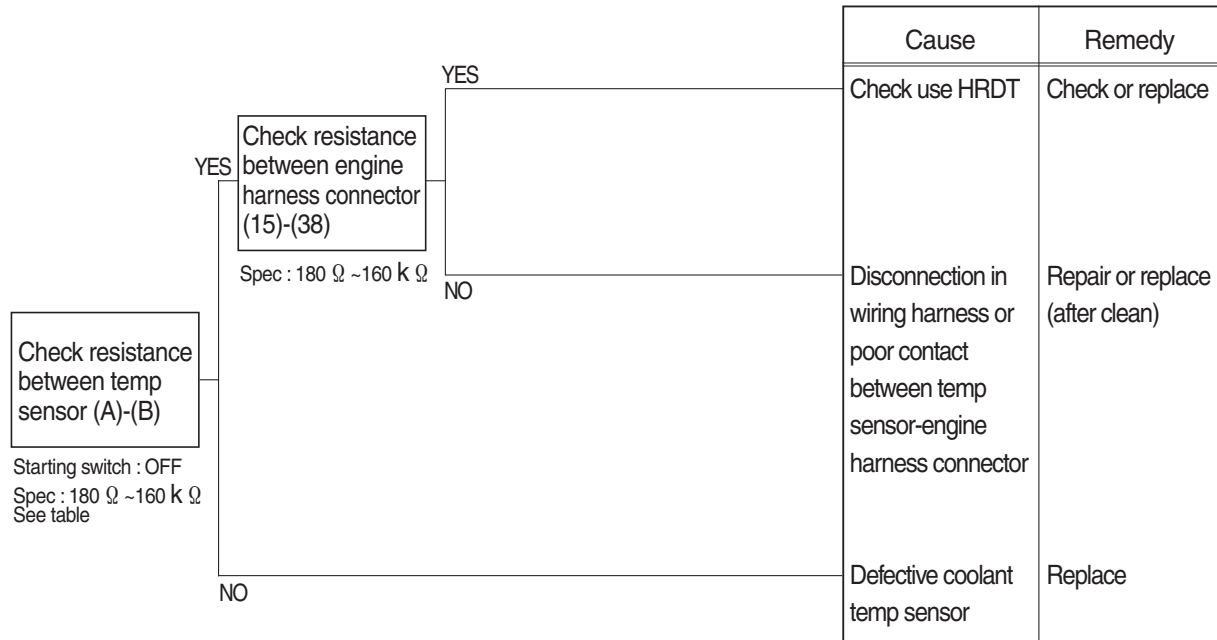 Cause
Remedy
YES
Check use HRDT
Check or replace
Check resistance
between engine
harness connector
(15)-(38)
YES
Spec : 180 Ω ~160 k Ω
NO
Disconnection in
wiring harness or
poor contact
between temp
sensor-engine
harness connector
Repair or replace
(after clean)
Check resistance
between temp
sensor (A)-(B)
Starting switch : OFF
Spec : 180 Ω ~160 k Ω
See table
NO
Defective coolant
temp sensor
Replace